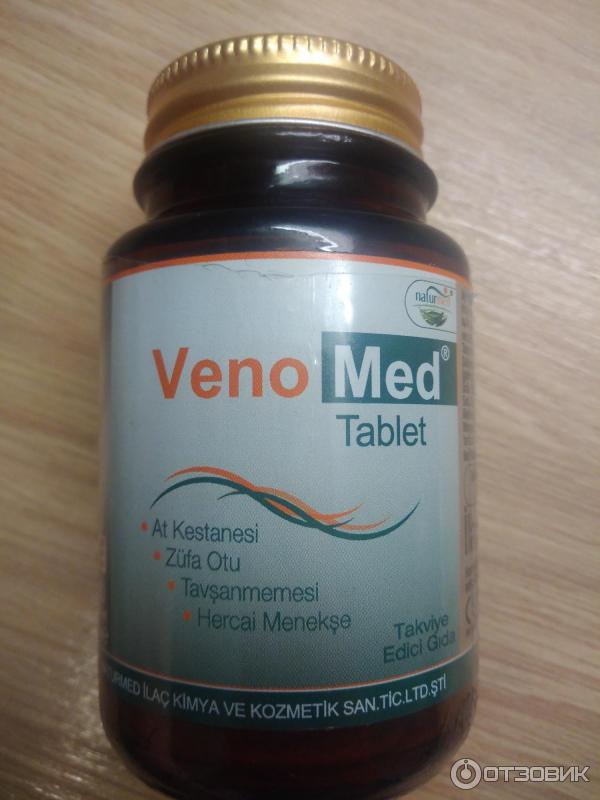 Veno Med®
Tablet
• At Kestanesi
• Züfa Otu
• Tavşanmemesi
• Hercai Menekşe
Takviye
Edici Gıda
İLAÇ KİMYA VE KOZMETİK SAN.TİC.LTD.ŞTİ
ОТЗОВИК